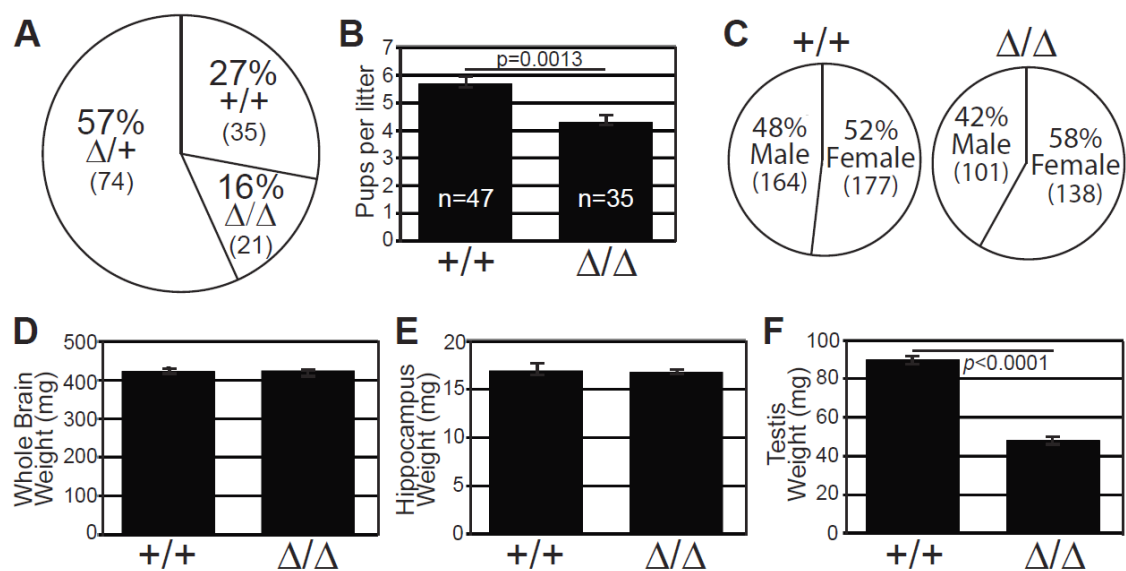 A
27%
+/+
(35)
57%
Δ/+
(74)
16%
Δ/Δ
(21)
B
Pups per litter
7
6
5
4
3
2
1
0
p=0.0013
n=47
n=35
+/+
Δ/Δ
C
+/+
48%
Male
(164)
52%
Female
(177)
Δ/Δ
42%
Male
(101)
58%
Female
(138)
D
Whole Brain
Weight (mg)
500
400
300
200
100
0
+/+
Δ/Δ
E
Hippocampus
Weight (mg)
20
15
10
5
0
+/+
Δ/Δ
F
Testis
Weight (mg)
100
80
60
40
20
0
p<0.0001
+/+
Δ/Δ